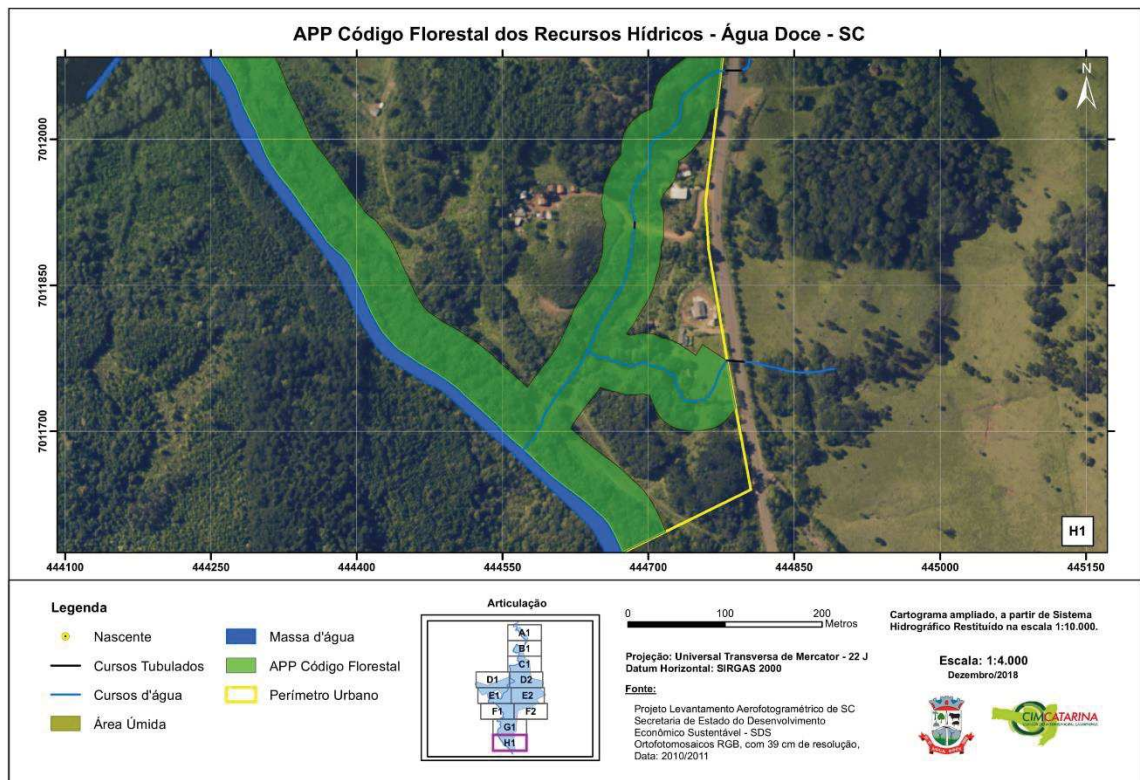 APP Código Florestal dos Recursos Hídricos - Água Doce - SC
N
7012000
7011850
7011700
H1
444100
444250
444400
444550
444700
444850
445000
445150
Legenda
Nascente
Cursos Tubulados
Cursos d'água
Área Úmida
Massa d'água
APP Código Florestal
Perímetro Urbano
Articulação
A1
B1
C1
D1
D2
E1
E2
F1
F2
G1
H1
0
100
200
Metros
Projeção: Universal Transversa de Mercator - 22 J
Datum Horizontal: SIRGAS 2000
Fonte:
Projeto Levantamento Aerofotogramétrico de SC
Secretaria de Estado do Desenvolvimento
Econômico Sustentável - SDS
Ortofotomosaicos RGB, com 39 cm de resolução,
Data: 2010/2011
Cartograma ampliado, a partir de Sistema
Hidrográfico Restituído na escala 1:10.000.
Escala: 1:4.000
Dezembro/2018
CIMCATARINA